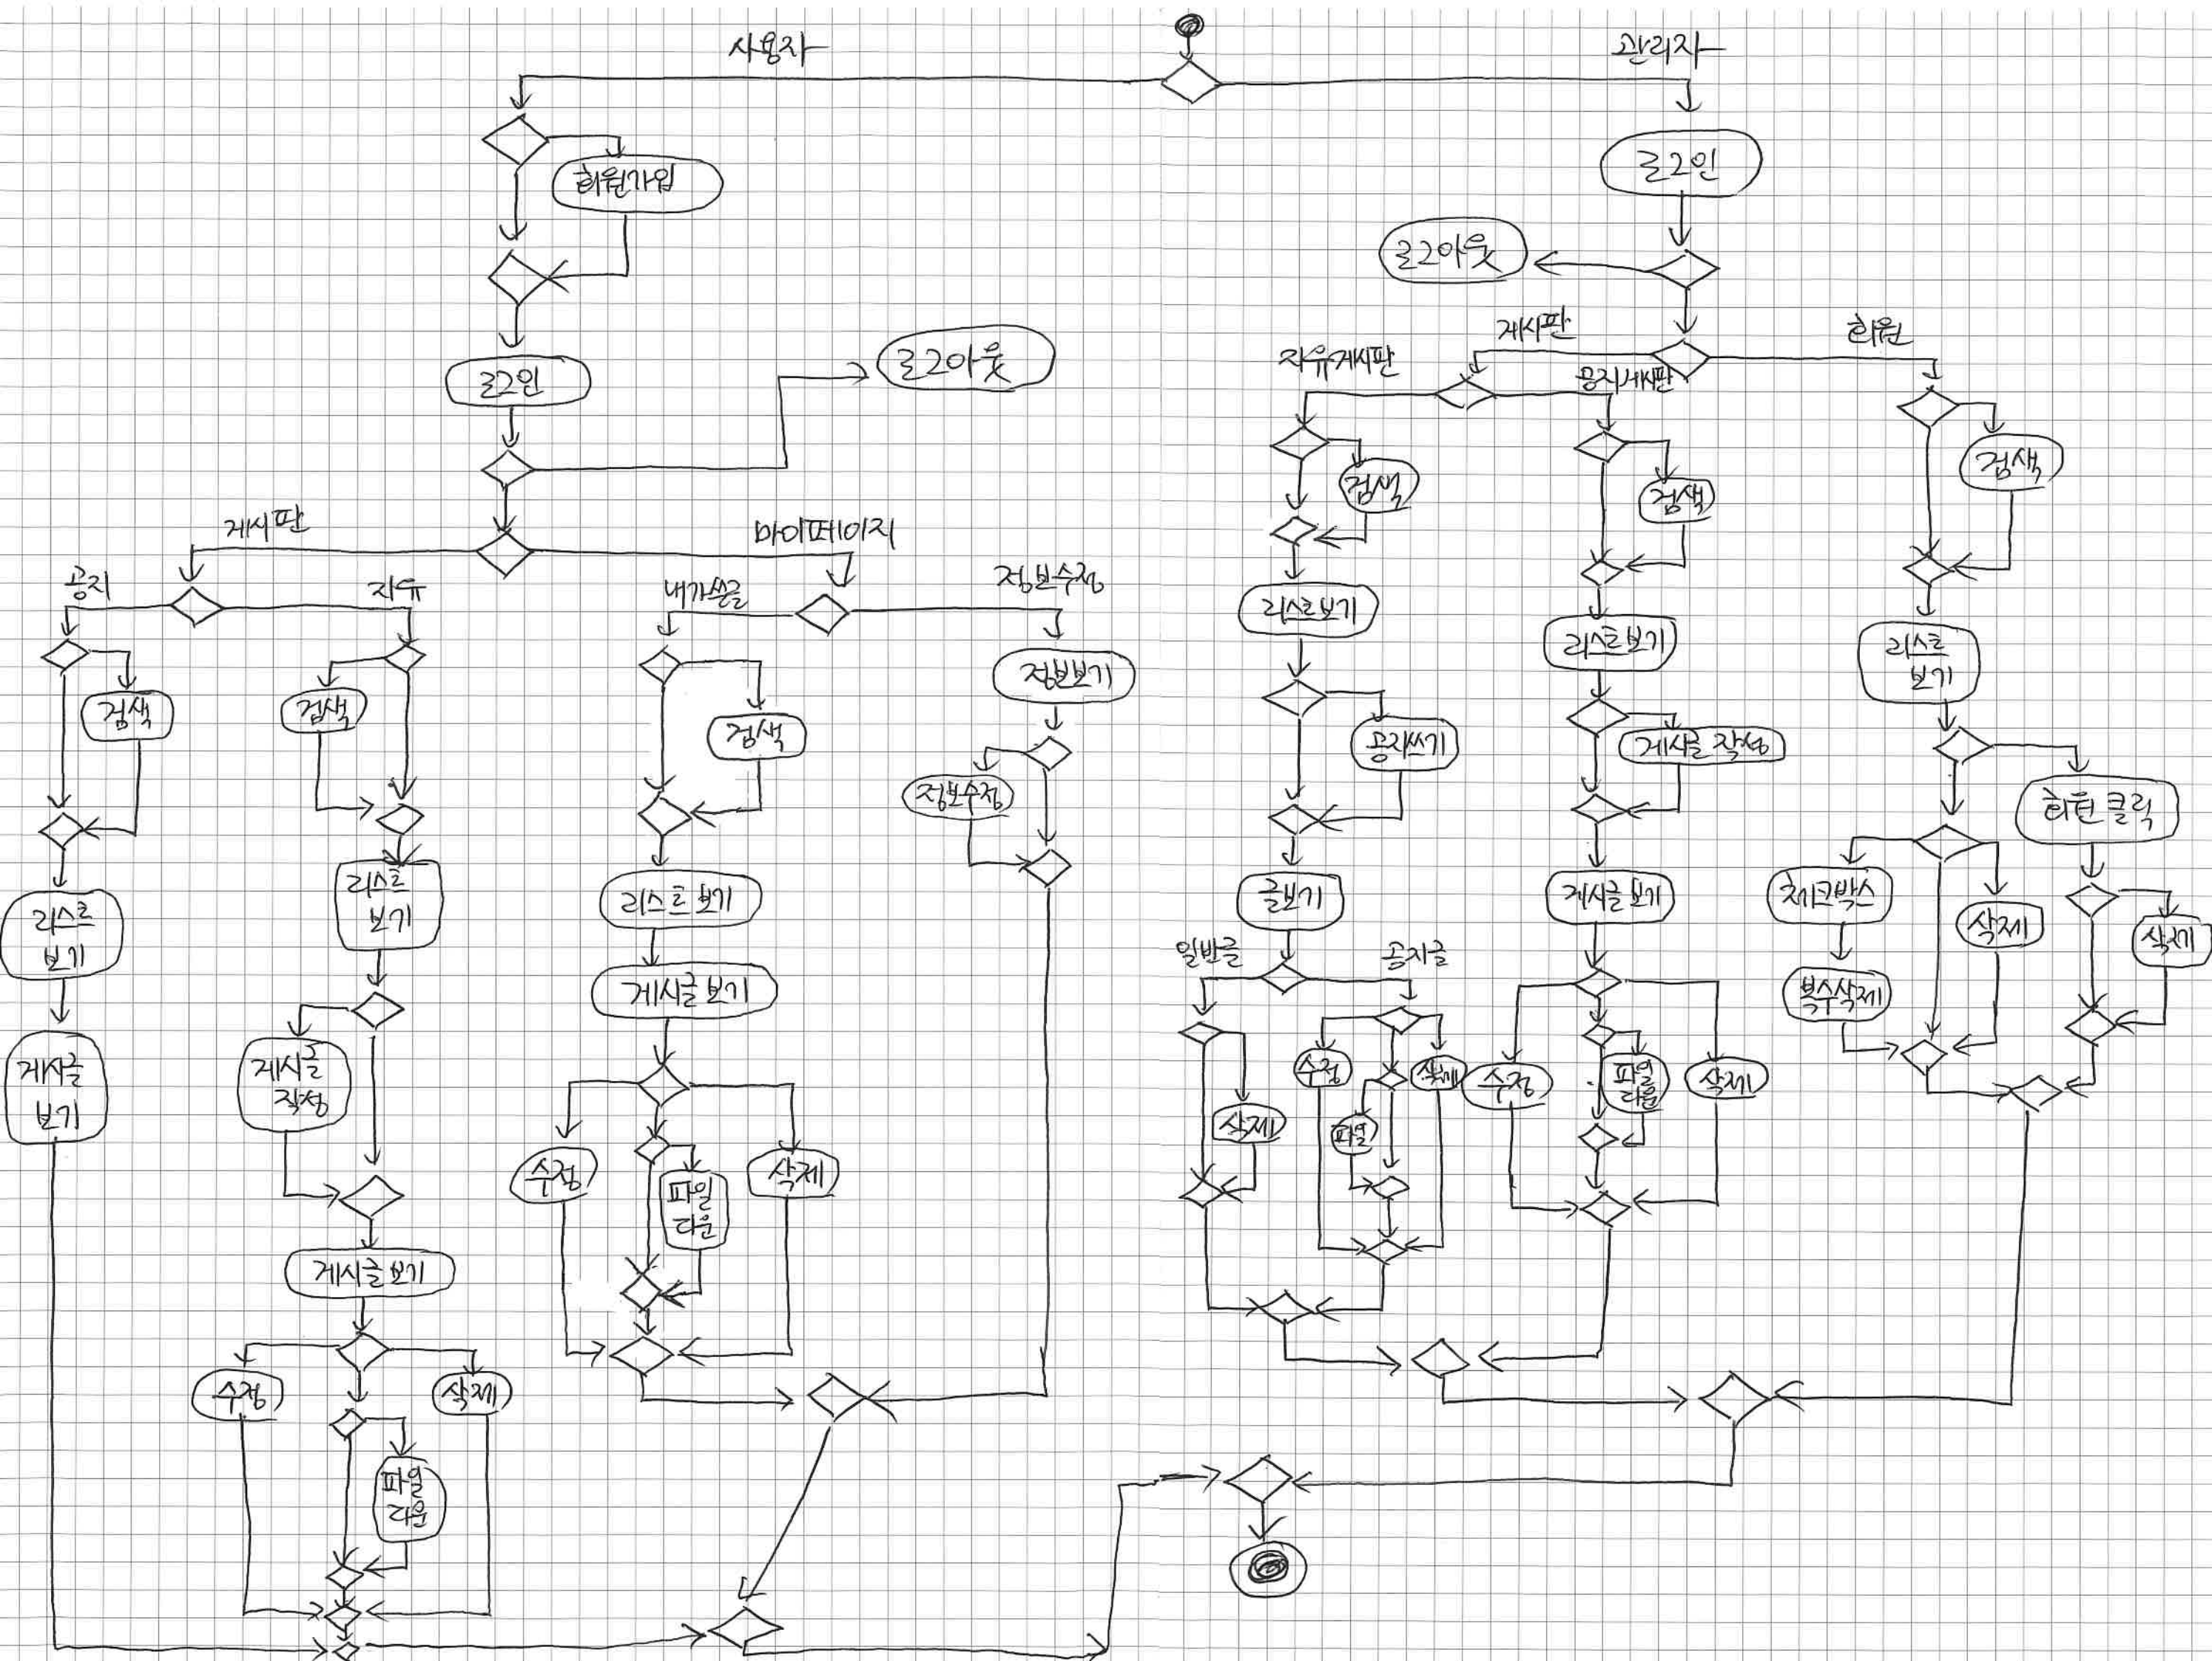 사용자
관리자
회원가입
로그인
로그아웃
로그인
로그아웃
게시판
회원
자유게시판
공지게시판
검색
검색
검색
게시판
마이페이지
공지
자유
내가쓴글
정보수정
리스트보기
리스트보기
리스트
보기
정보보기
검색
검색
검색
정보수정
공지쓰기
게시글 작성
회원 클릭
리스트
보기
리스트
보기
리스트 보기
글보기
게시글 보기
체크박스
삭제
삭제
일반글
공지글
복수삭제
게시글 보기
게시글
보기
게시글
작성
수정
삭제
수정
파일
다운
삭제
삭제
파일
수정
파일
다운
삭제
게시글 보기
수정
삭제
파일
다운